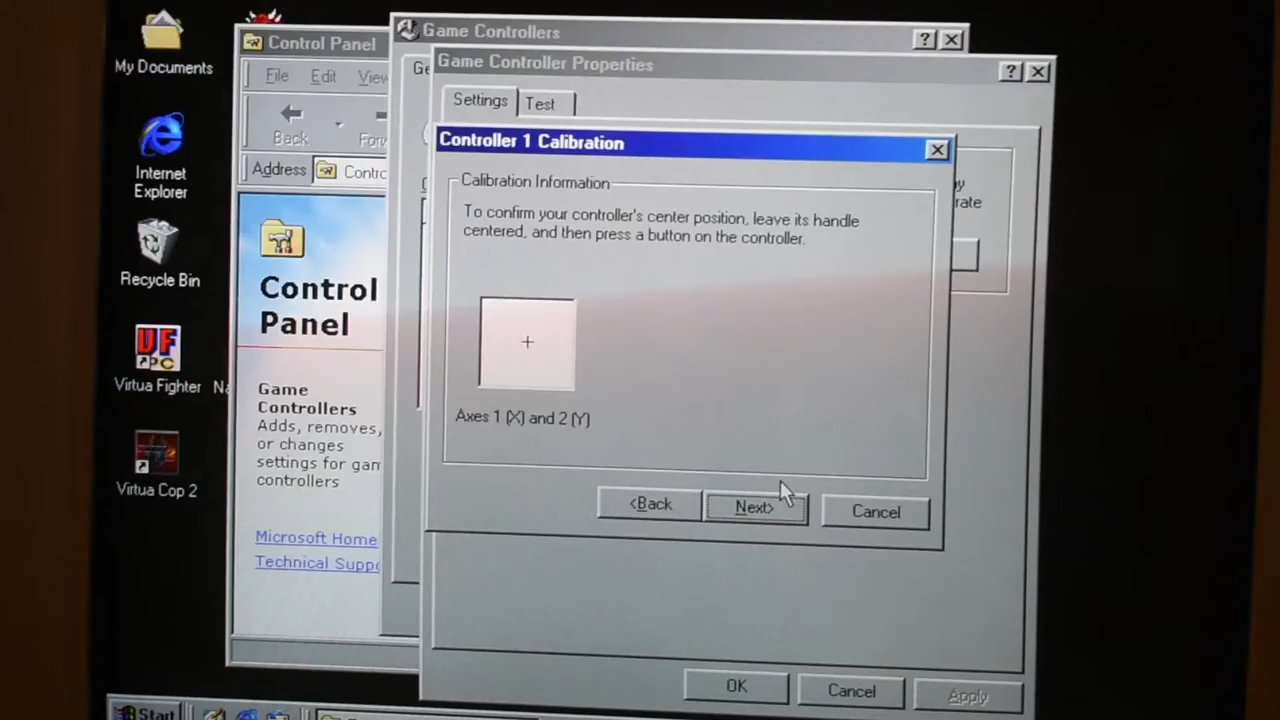 My Documents
Internet
Explorer
Recycle Bin
VF
PC
Virtua Fighter
Virtua Cop 2
Start
Control Panel
File Edit View
Back
Address
Control
Panel
Game
Controllers
Adds, removes,
or changes
settings for
controllers
Microsoft Home
Technical
Game Controllers
?
Game Controller Properties
?
Settings Test
Controller 1 Calibration
Calibration Information
To confirm your controller's center position, leave its handle
centered, and then press a button on the controller.
Axes 1 (X) and 2 (Y)
<Back Next> Cancel
OK Cancel Apply